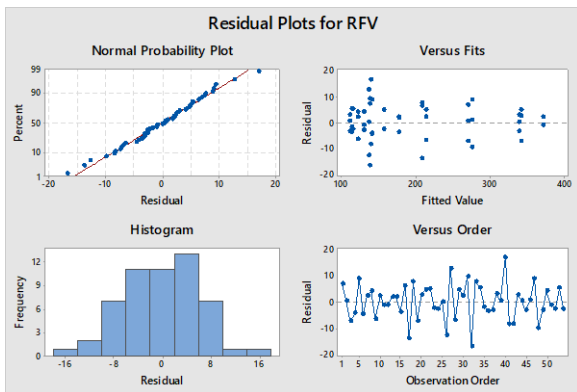 Residual Plots for RFV
Normal Probability Plot
99
90
50
10
1
Percent
-20 -10 0 10 20
Residual
Versus Fits
20
10
0
-10
-20
Residual
100 200 300 400
Fitted Value
Histogram
12
9
6
3
0
Frequency
-16 -8 0 8 16
Residual
Versus Order
20
10
0
-10
-20
Residual
1 5 10 15 20 25 30 35 40 45 50
Observation Order